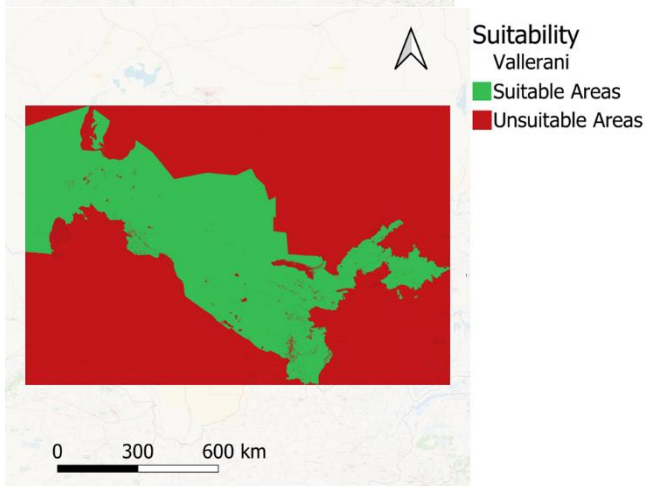 Suitability
Vallerani
Suitable Areas
Unsuitable Areas
0 300 600 km